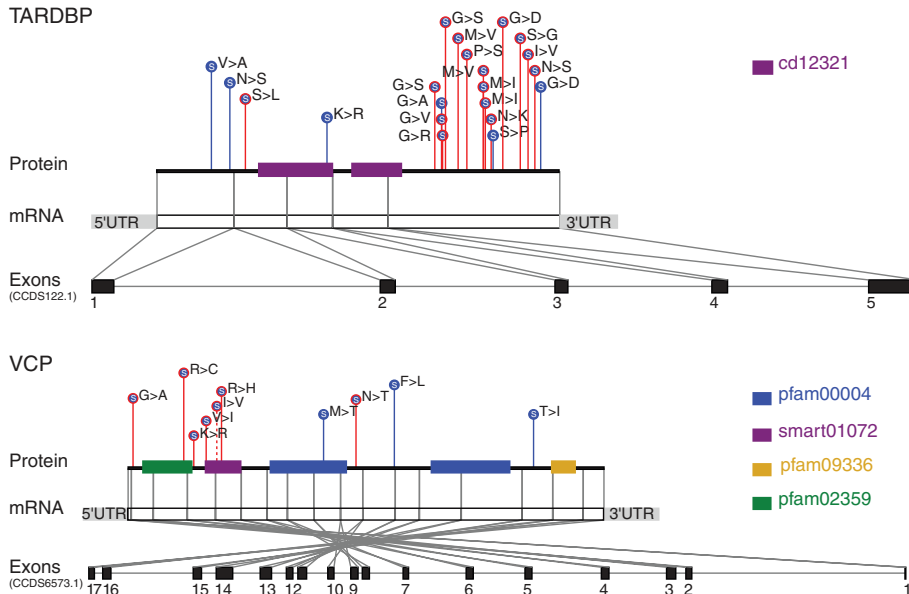 TARDBP
G>S
G>D
M>V
S>G
P>S
I>V
V>A
M>V
N>S
N>S
G>S
M>I
G>D
S>L
G>A
M>I
K>R
G>V
N>K
G>R
S>P
cd12321
Protein
mRNA
5'UTR
3'UTR
Exons
(CCDS122.1)
1
2
3
4
5
VCP
R>C
F>L
R>H
G>A
N>T
I>V
M>T
T>I
V>I
K>R
pfam00004
smart01072
pfam09336
pfam02359
Protein
mRNA
5'UTR
3'UTR
Exons
(CCDS6573.1)
17
16
15
14
13
12
10
9
7
6
5
4
3
2
1